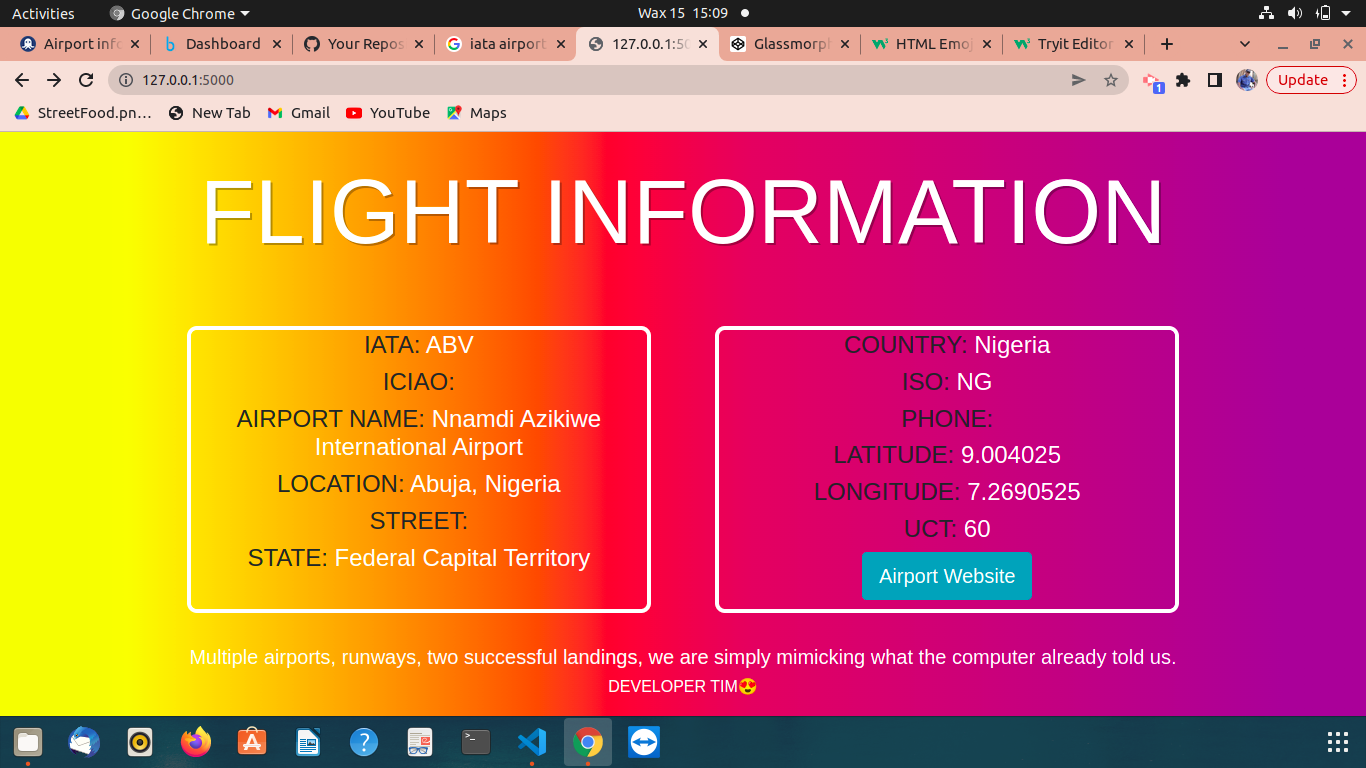 Activities Google Chrome Wax 15 15:09
Airport info Dashboard Your Repos iata airport 127.0.0.1:50 Glassmorph HTML Emoj Tryit Editor
127.0.0.1:5000 1 Update
StreetFood.pn... New Tab Gmail YouTube Maps
FLIGHT INFORMATION
IATA: ABV
ICIAO:
AIRPORT NAME: Nnamdi Azikiwe
International Airport
LOCATION: Abuja, Nigeria
STREET:
STATE: Federal Capital Territory
COUNTRY: Nigeria
ISO: NG
PHONE:
LATITUDE: 9.004025
LONGITUDE: 7.2690525
UCT: 60
Airport Website
Multiple airports, runways, two successful landings, we are simply mimicking what the computer already told us.
DEVELOPER TIM😍